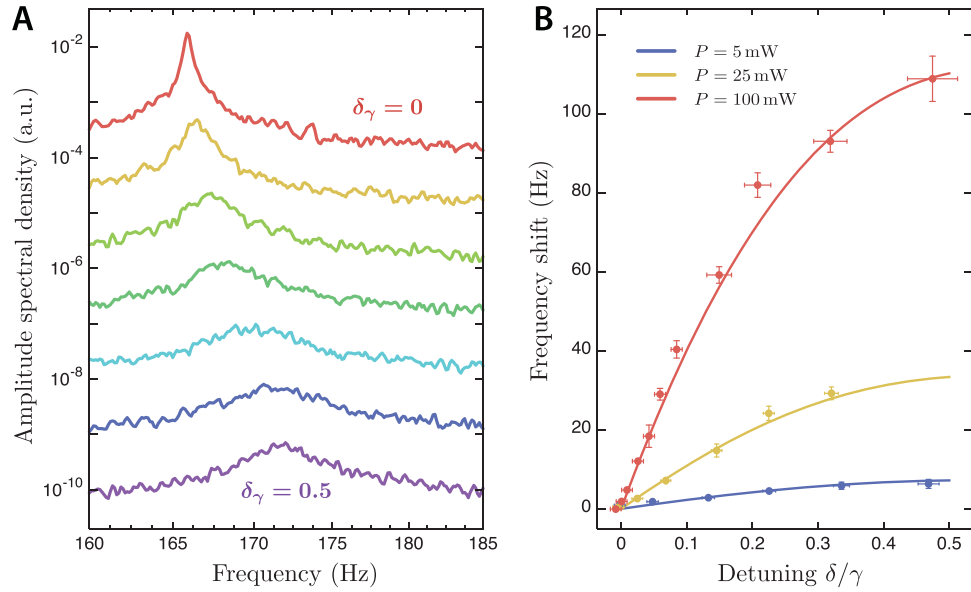 A
Amplitude spectral density (a.u.)
10⁻²
10⁻⁴
10⁻⁶
10⁻⁸
10⁻¹⁰
δγ = 0
δγ = 0.5
160 165 170 175 180 185
Frequency (Hz)
B
Frequency shift (Hz)
120
100
80
60
40
20
0
P = 5 mW
P = 25 mW
P = 100 mW
0 0.1 0.2 0.3 0.4 0.5
Detuning δ/γ